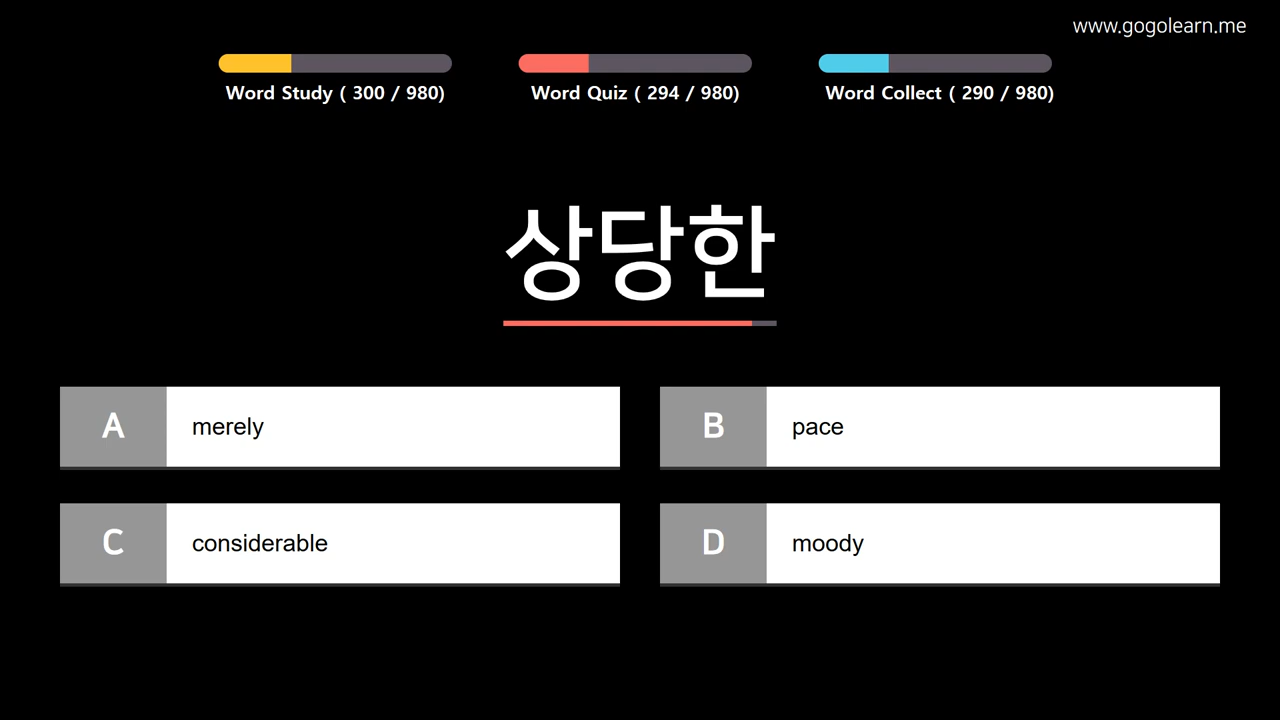 www.gogolearn.me
Word Study ( 300 / 980)
Word Quiz ( 294 / 980)
Word Collect ( 290 / 980)
상당한
A merely
B pace
C considerable
D moody